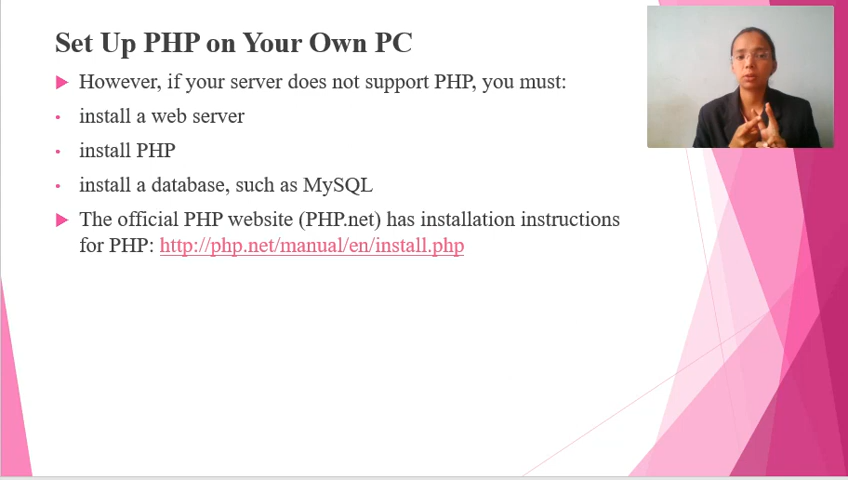 Set Up PHP on Your Own PC
However, if your server does not support PHP, you must:
install a web server
install PHP
install a database, such as MySQL
The official PHP website (PHP.net) has installation instructions
for PHP: http://php.net/manual/en/install.php